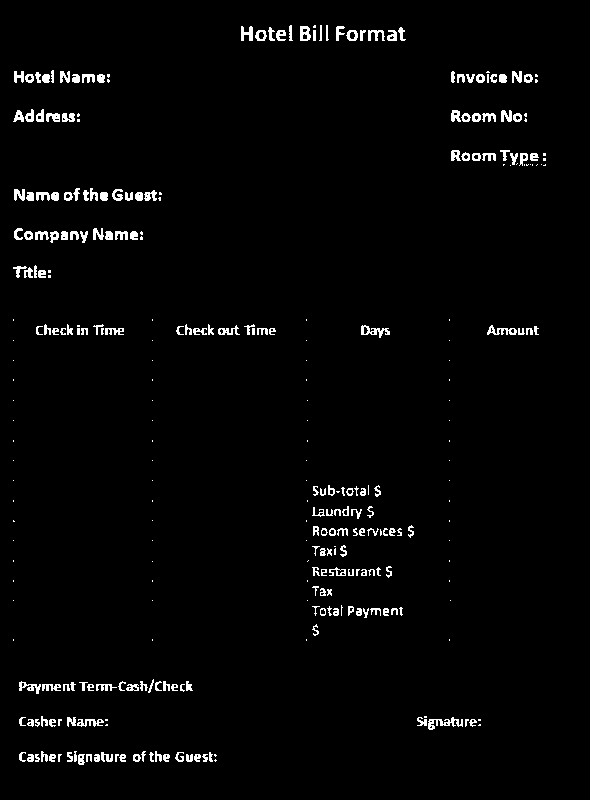 Hotel Bill Format
Hotel Name: Invoice No:
Address: Room No:
Room Type :
Name of the Guest:
Company Name:
Title:
Check in Time Check out Time Days Amount
Sub-total $
Laundry $
Room services $
Taxi $
Restaurant $
Tax
Total Payment
$
Payment Term-Cash/Check
Casher Name: Signature:
Casher Signature of the Guest: